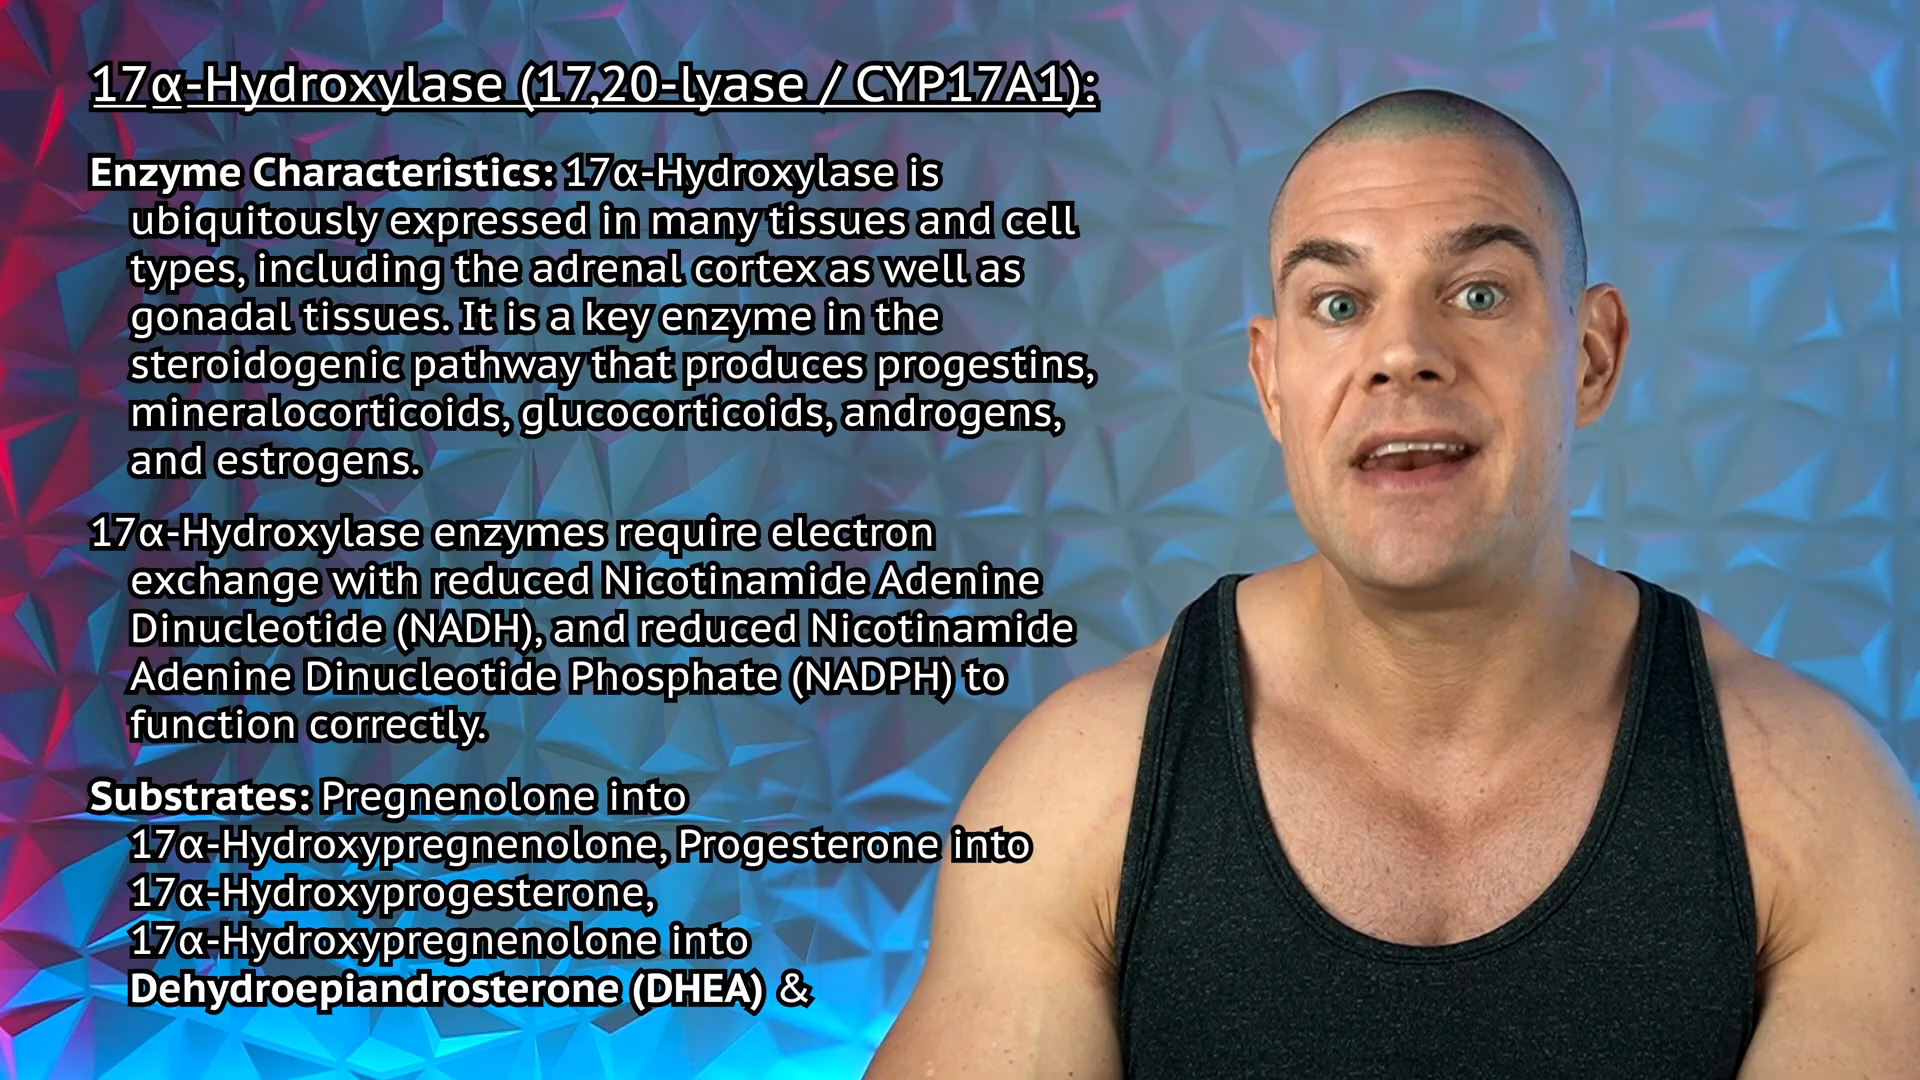 17α-Hydroxylase (17,20-lyase / CYP17A1):
Enzyme Characteristics: 17α-Hydroxylase is
ubiquitously expressed in many tissues and cell
types, including the adrenal cortex as well as
gonadal tissues. It is a key enzyme in the
steroidogenic pathway that produces progestins,
mineralocorticoids, glucocorticoids, androgens,
and estrogens.
17α-Hydroxylase enzymes require electron
exchange with reduced Nicotinamide Adenine
Dinucleotide (NADH), and reduced Nicotinamide
Adenine Dinucleotide Phosphate (NADPH) to
function correctly.
Substrates: Pregnenolone into
17α-Hydroxypregnenolone, Progesterone into
17α-Hydroxyprogesterone,
17α-Hydroxypregnenolone into
Dehydroepiandrosterone (DHEA) &